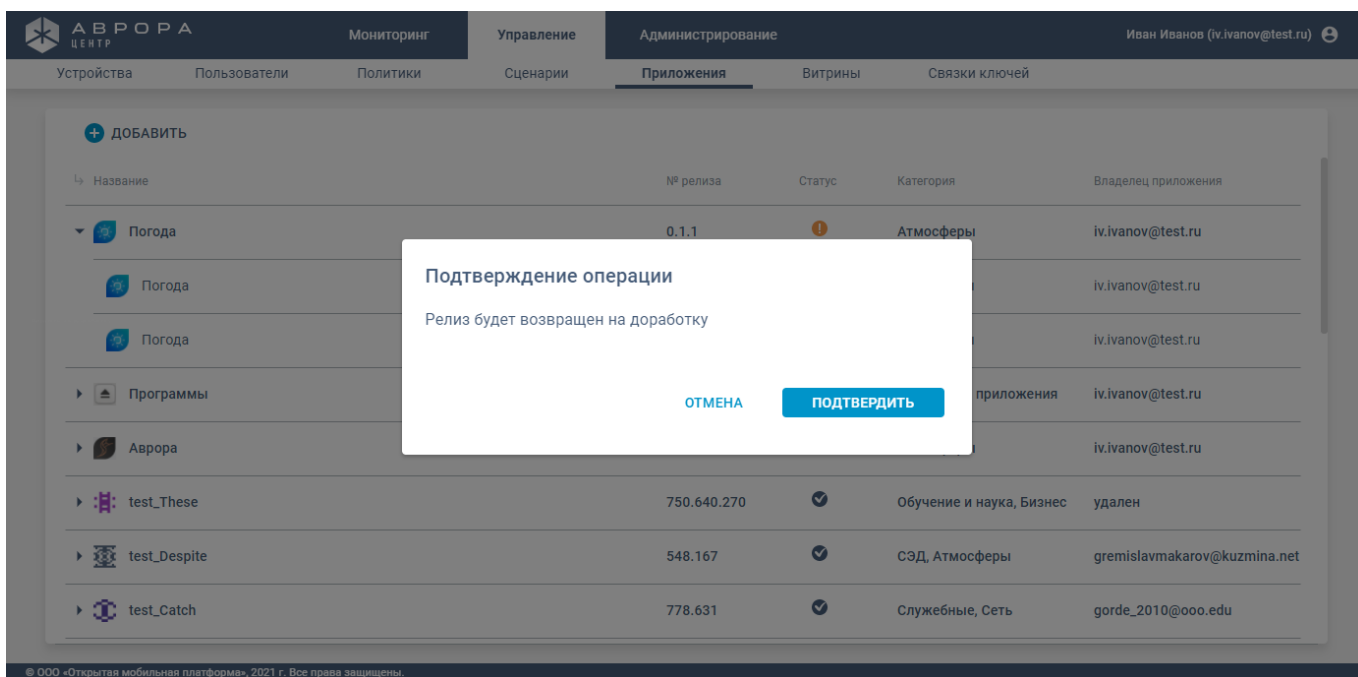 АВРОРА
ЦЕНТР
Мониторинг Управление Администрирование Иван Иванов (iv.ivanov@test.ru)
Устройства Пользователи Политики Сценарии Приложения Витрины Связки ключей
ДОБАВИТЬ
Название № релиза Статус Категория Владелец приложения
Погода 0.1.1 Атмосферы iv.ivanov@test.ru
Погода iv.ivanov@test.ru
Погода iv.ivanov@test.ru
Подтверждение операции
Релиз будет возвращен на доработку
ОТМЕНА ПОДТВЕРДИТЬ
Программы приложения iv.ivanov@test.ru
Аврора iv.ivanov@test.ru
test_These 750.640.270 Обучение и наука, Бизнес удален
test_Despite 548.167 СЭД, Атмосферы gremislavmakarov@kuzmina.net
test_Catch 778.631 Служебные, Сеть gorde_2010@ooo.edu
© ООО «Открытая мобильная платформа», 2021 г. Все права защищены.